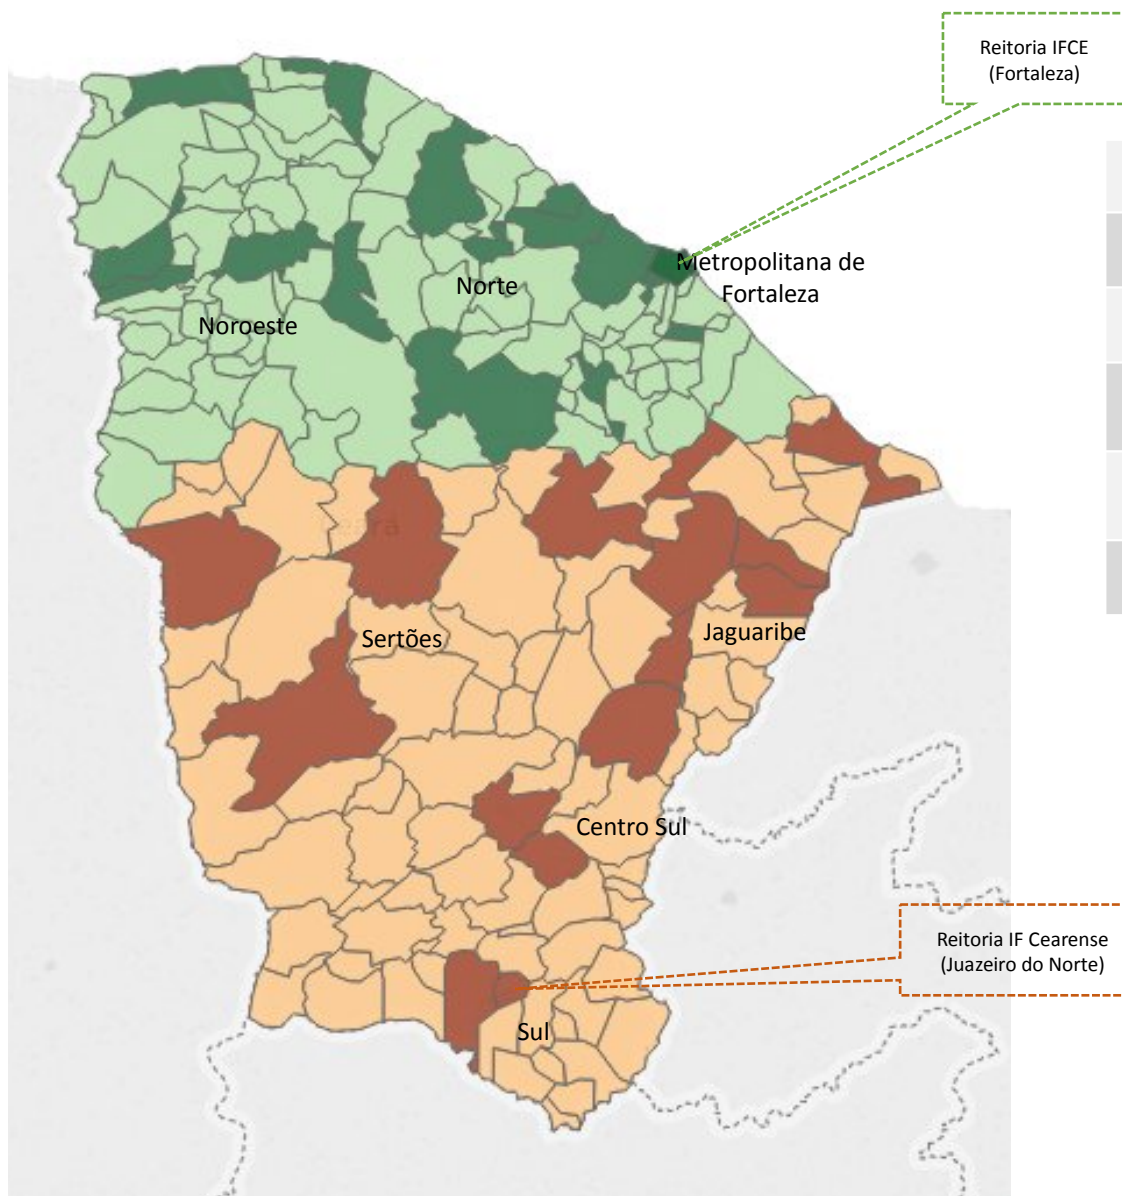 Reitoria IFCE
(Fortaleza)
Metropolitana de
Fortaleza
Norte
Noroeste
Ceará
Sertões
Jaguaribe
Centro Sul
Reitoria IF Cearense
(Juazeiro do Norte)
Sul